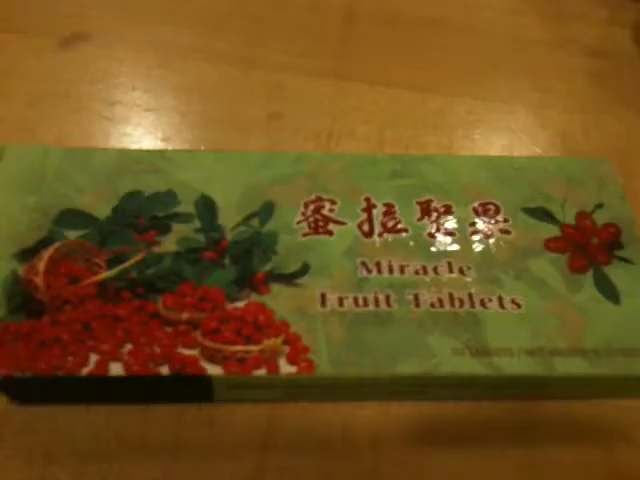 蜜拉聖果
Miracle
Fruit Tablets